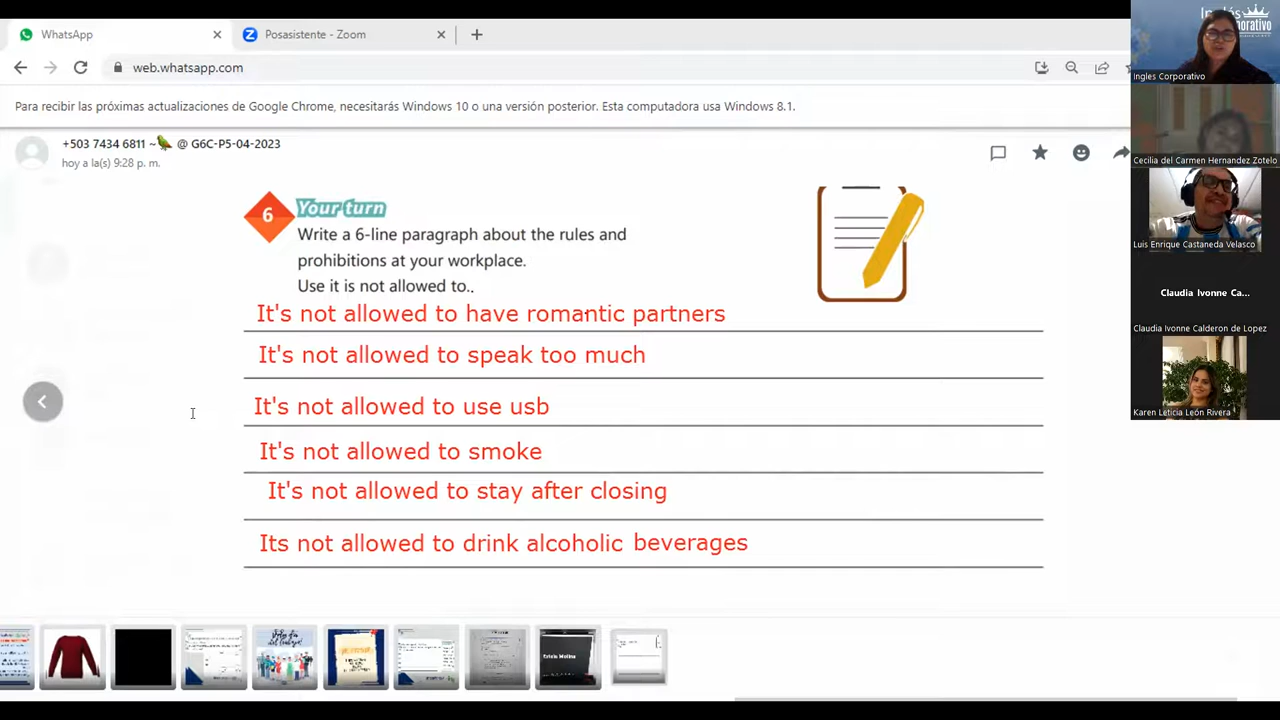 WhatsApp
Posasistente - Zoom
web.whatsapp.com
Para recibir las próximas actualizaciones de Google Chrome, necesitarás Windows 10 o una versión posterior. Esta computadora usa Windows 8.1.
+503 7434 6811 ~🦜 @ G6C-P5-04-2023
hoy a la(s) 9:28 p. m.
6 Your turn
Write a 6-line paragraph about the rules and
prohibitions at your workplace.
Use it is not allowed to..
It's not allowed to have romantic partners
It's not allowed to speak too much
It's not allowed to use usb
It's not allowed to smoke
It's not allowed to stay after closing
Its not allowed to drink alcoholic beverages
Ingles Corporativo
Cecilia del Carmen Hernandez Zotelo
Luis Enrique Castaneda Velasco
Claudia Ivonne Ca...
Claudia Ivonne Calderon de Lopez
Karen Leticia León Rivera
Estela Molina